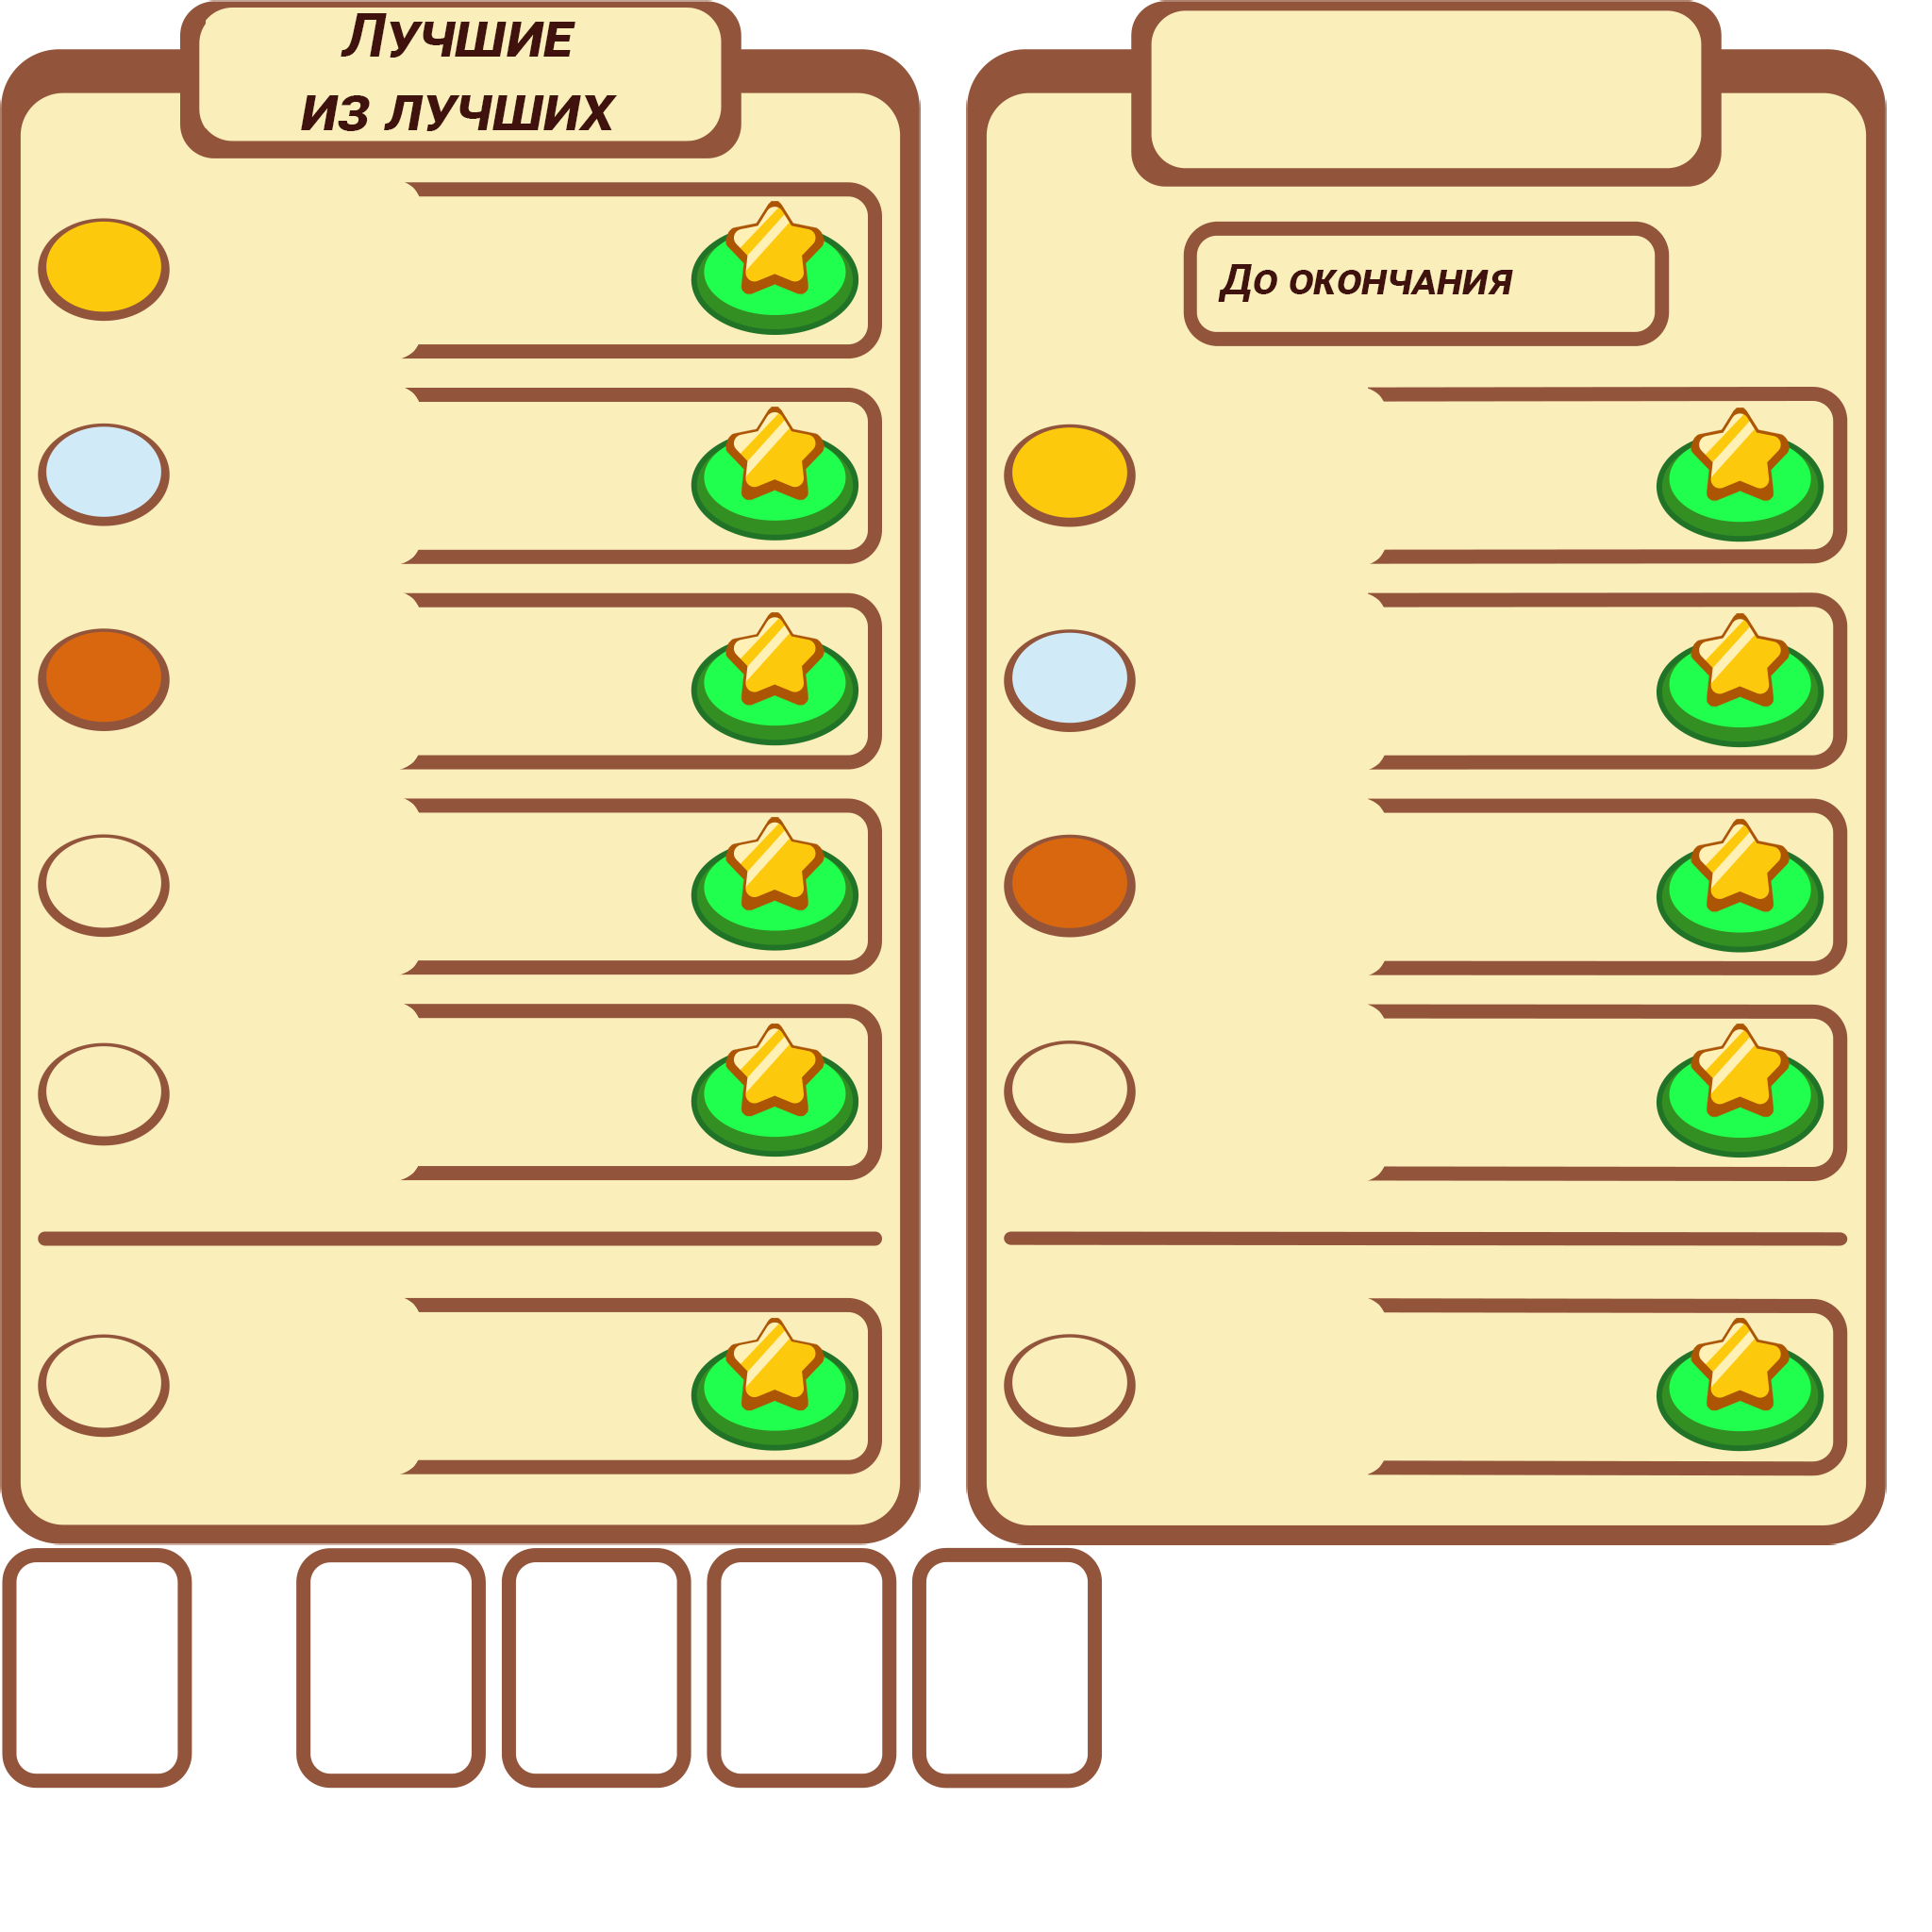 Лучшие
из лучших
До окончания